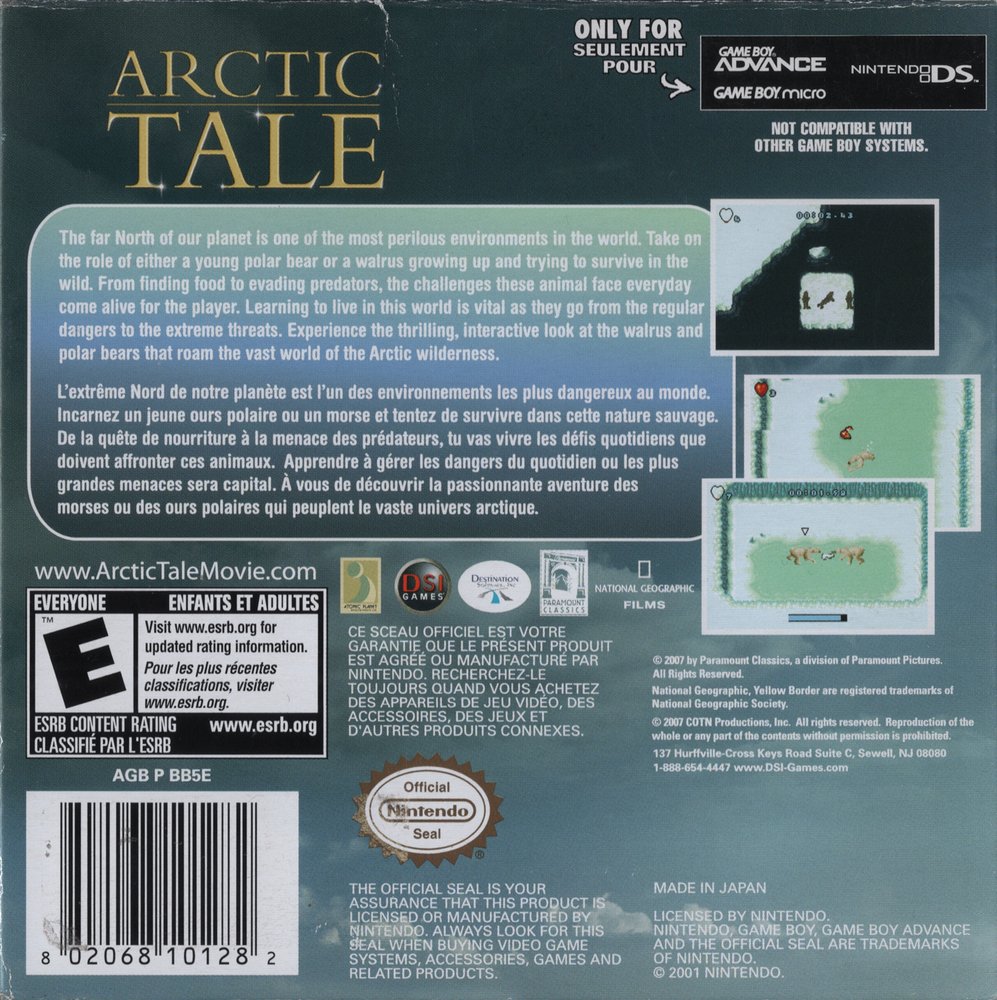 ARCTIC
TALE
ONLY FOR
SEULEMENT
POUR
GAME BOY
ADVANCE
GAME BOY micro
NINTENDO DS™
NOT COMPATIBLE WITH
OTHER GAME BOY SYSTEMS.
The far North of our planet is one of the most perilous environments in the world. Take on
the role of either a young polar bear or a walrus growing up and trying to survive in the
wild. From finding food to evading predators, the challenges these animal face everyday
come alive for the player. Learning to live in this world is vital as they go from the regular
dangers to the extreme threats. Experience the thrilling, interactive look at the walrus and
polar bears that roam the vast world of the Arctic wilderness.
L'extrême Nord de notre planète est l'un des environnements les plus dangereux au monde.
Incarnez un jeune ours polaire ou un morse et tentez de survivre dans cette nature sauvage.
De la quête de nourriture à la menace des prédateurs, tu vas vivre les défis quotidiens que
doivent affronter ces animaux. Apprendre à gérer les dangers du quotidien ou les plus
grandes menaces sera capital. À vous de découvrir la passionnante aventure des
morses ou des ours polaires qui peuplent le vaste univers arctique.
00:02.43
www.ArcticTaleMovie.com
ATOMIC PLANET
DSI
GAMES
DESTINATION
SOFTWARE, INC
PARAMOUNT
CLASSICS
NATIONAL GEOGRAPHIC
FILMS
EVERYONE
ENFANTS ET ADULTES
™
E
Visit www.esrb.org for
updated rating information.
Pour les plus récentes
classifications, visiter
www.esrb.org.
ESRB CONTENT RATING
www.esrb.org
CLASSIFIÉ PAR L'ESRB
AGB P BB5E
8 02068 10128 2
CE SCEAU OFFICIEL EST VOTRE
GARANTIE QUE LE PRÉSENT PRODUIT
EST AGRÉÉ OU MANUFACTURÉ PAR
NINTENDO. RECHERCHEZ-LE
TOUJOURS QUAND VOUS ACHETEZ
DES APPAREILS DE JEU VIDÉO, DES
ACCESSOIRES, DES JEUX ET
D'AUTRES PRODUITS CONNEXES.
Official
Nintendo
Seal
®
THE OFFICIAL SEAL IS YOUR
ASSURANCE THAT THIS PRODUCT IS
LICENSED OR MANUFACTURED BY
NINTENDO. ALWAYS LOOK FOR THIS
SEAL WHEN BUYING VIDEO GAME
SYSTEMS, ACCESSORIES, GAMES AND
RELATED PRODUCTS.
© 2007 by Paramount Classics, a division of Paramount Pictures.
All Rights Reserved.
National Geographic, Yellow Border are registered trademarks of
National Geographic Society.
© 2007 COTN Productions, Inc. All rights reserved. Reproduction of the
whole or any part of the contents without permission is prohibited.
137 Hurffville-Cross Keys Road Suite C, Sewell, NJ 08080
1-888-654-4447 www.DSI-Games.com
MADE IN JAPAN
LICENSED BY NINTENDO.
NINTENDO, GAME BOY, GAME BOY ADVANCE
AND THE OFFICIAL SEAL ARE TRADEMARKS
OF NINTENDO.
© 2001 NINTENDO.